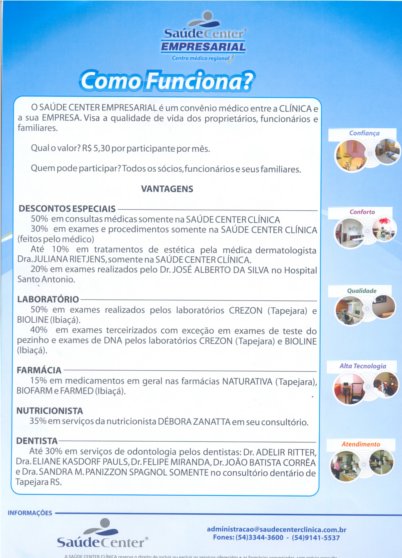 SaúdeCenter
EMPRESARIAL
Centro médico regional
Como Funciona?
O SAÚDE CENTER EMPRESARIAL é um convênio médico entre a CLÍNICA e
a sua EMPRESA. Visa a qualidade de vida dos proprietários, funcionários e
familiares.
Qual o valor? R$ 5,30 por participante por mês.
Quem pode participar? Todos os sócios, funcionários e seus familiares.
VANTAGENS
DESCONTOS ESPECIAIS
50% em consultas médicas somente na SAÚDE CENTER CLÍNICA
30% em exames e procedimentos somente na SAÚDE CENTER CLÍNICA
(feitos pelo médico)
Até 10% em tratamentos de estética pela médica dermatologista
Dra. JULIANA RIETJENS, somente na SAÚDE CENTER CLÍNICA.
20% em exames realizados pelo Dr. JOSÉ ALBERTO DA SILVA no Hospital
Santo Antonio.
LABORATÓRIO
50% em exames realizados pelos laboratórios CREZON (Tapejara) e
BIOLINE (Ibiaçá).
40% em exames terceirizados com exceção em exames de teste do
pezinho e exames de DNA pelos laboratórios CREZON (Tapejara) e BIOLINE
(Ibiaçá).
FARMÁCIA
15% em medicamentos em geral nas farmácias NATURATIVA (Tapejara),
BIOFARM e FARMED (Ibiaçá).
NUTRICIONISTA
35% em serviços da nutricionista DÉBORA ZANATTA em seu consultório.
DENTISTA
Até 30% em serviços de odontologia pelos dentistas: Dr. ADELIR RITTER,
Dra. ELIANE KASDORF PAULS, Dr. FELIPE MIRANDA, Dr. JOÃO BATISTA CORRÊA
e Dra. SANDRA M. PANIZZON SPAGNOL SOMENTE no consultório dentário de
Tapejara RS.
Confiança
Conforto
Qualidade
Alta Tecnologia
Atendimento
INFORMAÇÕES
SaúdeCenter
administracao@saudecenterclinica.com.br
Fones: (54)3344-3600 - (54)9141-5537